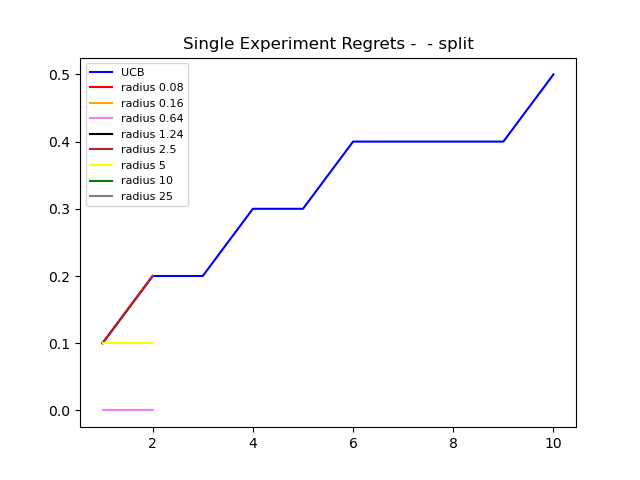 Single Experiment Regrets -  - split
UCB
radius 0.08
radius 0.16
radius 0.64
radius 1.24
radius 2.5
radius 5
radius 10
radius 25
0.5
0.4
0.3
0.2
0.1
0.0
2 4 6 8 10